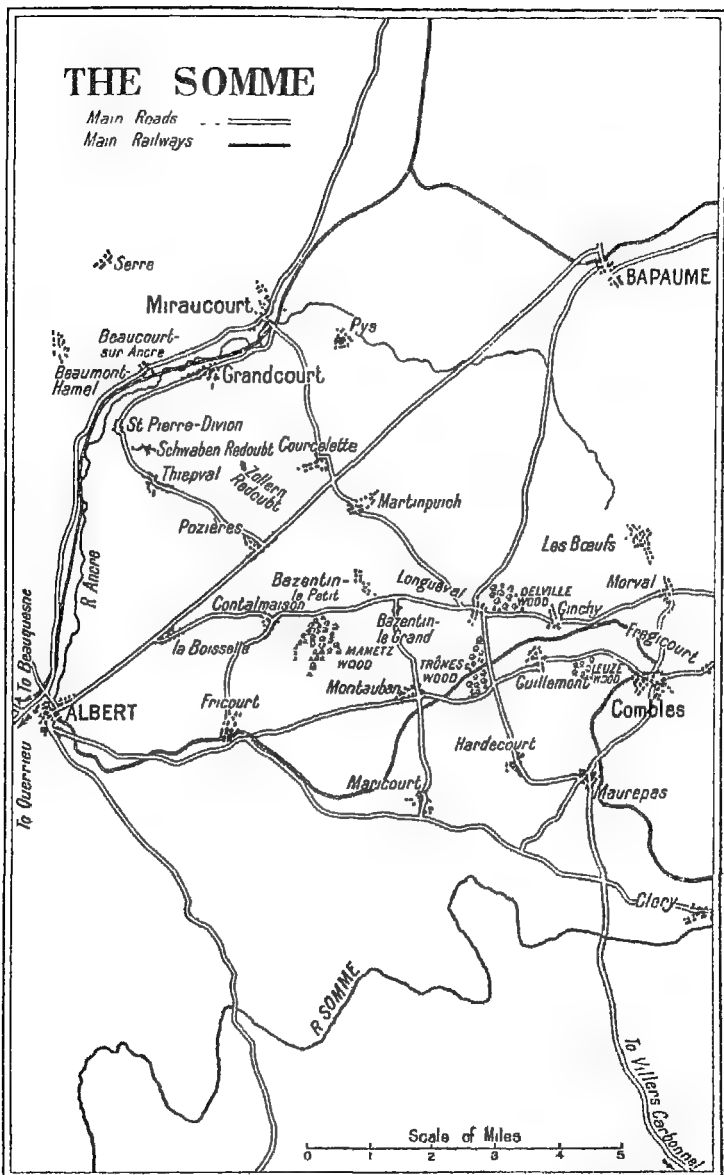 THE SOMME
Main Roads
Main Railways
Serre
BAPAUME
Miraucourt
Pys
Beaucourt-
sur Ancre
Beaumont-
Hamel
Grandcourt
St Pierre-Divion
Schwaben Redoubt
Courcelette
Thiepval
Zollern
Redoubt
Martinpuich
Pozières
Les Bœufs
R. Ancre
Bazentin-
le Petit
Longueval
DELVILLE
WOOD
Morval
Ginchy
Contalmaison
Bazentin-
le Grand
Fregicourt
la Boisselle
MAMETZ
WOOD
TRÔNES
WOOD
LEUZE
WOOD
Guillemont
To Beauquesne
ALBERT
Fricourt
Montauban
Combles
To Querrieu
Hardecourt
Maricourt
Maurepas
Clery
R SOMME
To Villers Carbonnel
Scale of Miles
0 1 2 3 4 5